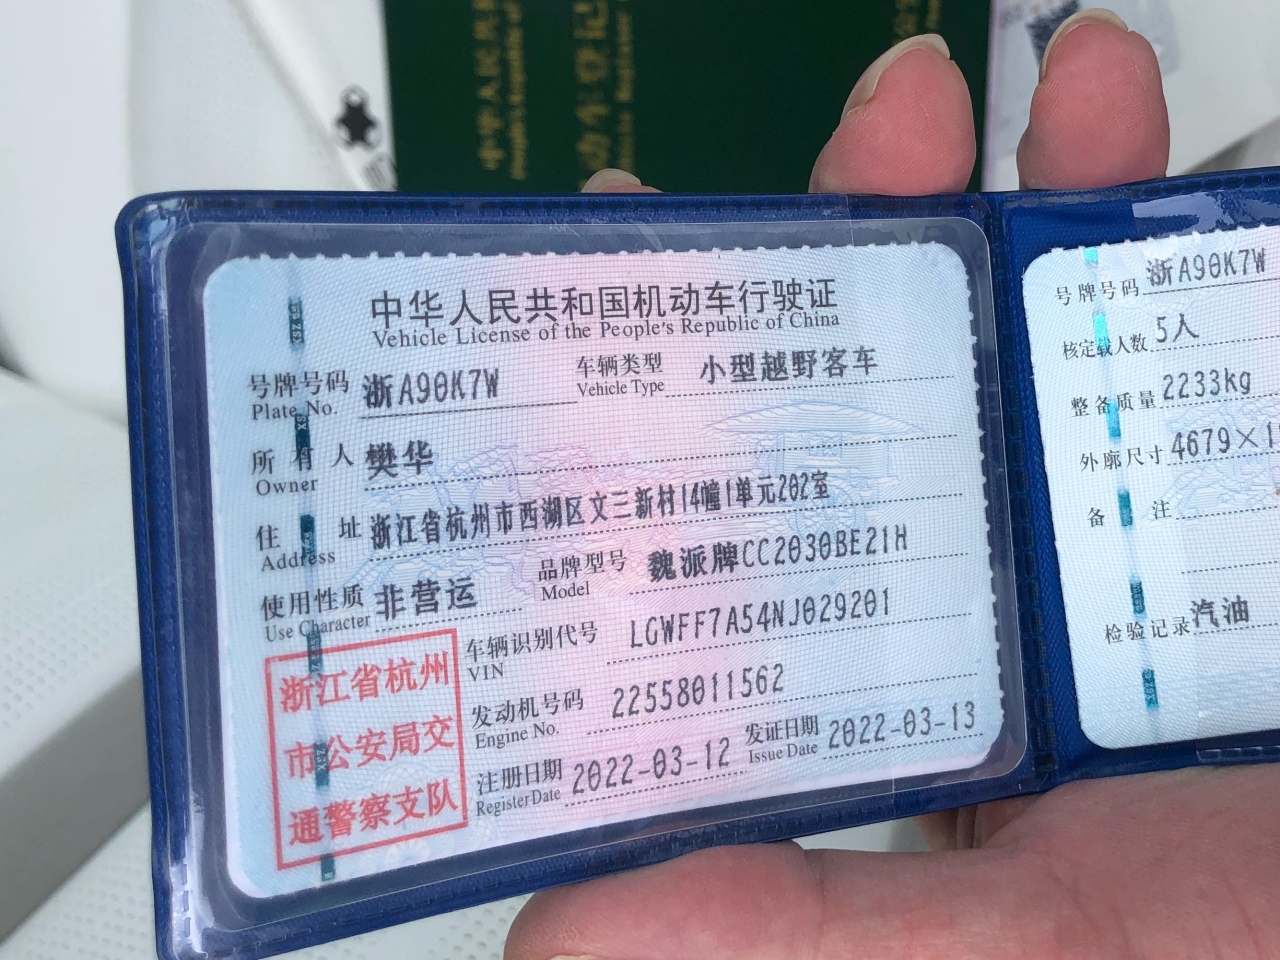 中华人民共和国机动车行驶证
Vehicle License of the People's Republic of China
号牌号码 浙A90K7W 车辆类型 小型越野客车
Plate No. Vehicle Type
所有人 樊华
Owner
住址 浙江省杭州市西湖区文三新村14幢1单元202室
Address
使用性质 非营运 品牌型号 魏派牌CC2030BE21H
Use Character Model
车辆识别代号 LGWFF7A54NJ029201
VIN
发动机号码 22558011562
Engine No.
注册日期 2022-03-12 发证日期 2022-03-13
Register Date Issue Date
浙江省杭州
市公安局交
通警察支队
号牌号码 浙A90K7W
核定载人数 5人
整备质量 2233kg
外廓尺寸 4679×1
备注
检验记录 汽油
中华人民